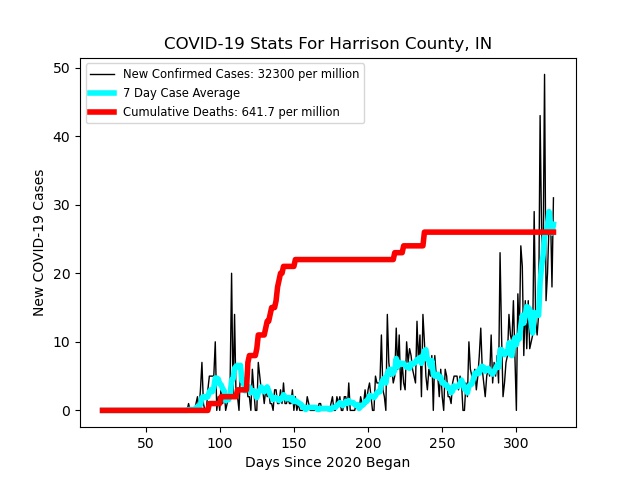 COVID-19 Stats For Harrison County, IN
New Confirmed Cases: 32300 per million
7 Day Case Average
Cumulative Deaths: 641.7 per million
New COVID-19 Cases
50
40
30
20
10
0
50
100
150
200
250
300
Days Since 2020 Began